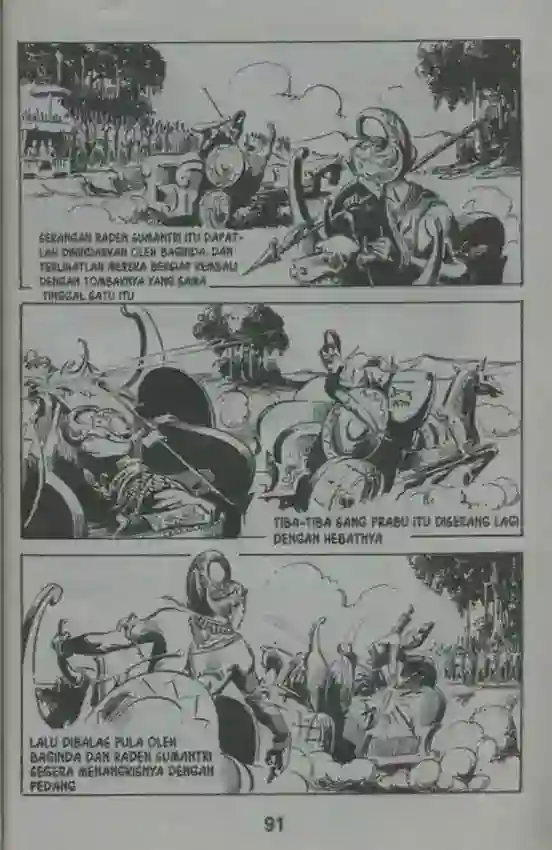 SERANGAN RADEN SUMANTRI ITU DAPAT-
LAH DIHINDARKAN OLEH BAGINDA. DAN
TERLIHATLAH MEREKA BERSIAP KEMBALI
DENGAN TOMBAKNYA YANG SAMA
TINGGAL SATU ITU
TIBA-TIBA SANG PRABU ITU DISERANG LAGI
DENGAN HEBATNYA
LALU DIBALAS PULA OLEH
BAGINDA DAN RADEN SUMANTRI
SEGERA MENANGKISNYA DENGAN
PEDANG
91